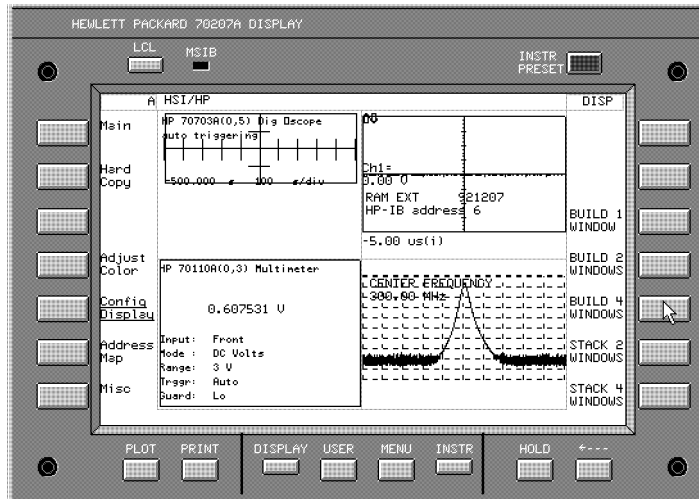 HEWLETT PACKARD 70207A DISPLAY
LCL
MSIB
INSTR
PRESET
A HSI/HP
DISP
Main
Hard
Copy
Adjust
Color
Config
Display
Address
Map
Misc
HP 70703A(0,5) Dig Oscope
auto triggering
-500.000 s 100 s/div
Ch1=
0.00 V
RAM EXT 921207
HP-IB address 6
-5.00 us(i)
HP 70110A(0,3) Multimeter
0.607531 V
Input: Front
Mode : DC Volts
Range: 3 V
Trggr: Auto
Guard: Lo
CENTER FREQUENCY
300.00 MHz
BUILD 1
WINDOW
BUILD 2
WINDOWS
BUILD 4
WINDOWS
STACK 2
WINDOWS
STACK 4
WINDOWS
PLOT PRINT DISPLAY USER MENU INSTR HOLD ←---